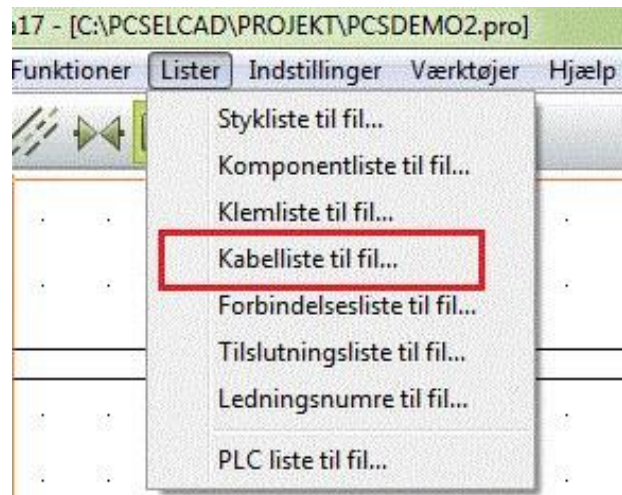 a17 - [C:\PCSELCAD\PROJEKT\PCSDEMO2.pro]
Funktioner Lister Indstillinger Værktøjer Hjælp
Stykliste til fil...
Komponentliste til fil...
Klemliste til fil...
Kabelliste til fil...
Forbindelsesliste til fil...
Tilslutningsliste til fil...
Ledningsnumre til fil...
PLC liste til fil...